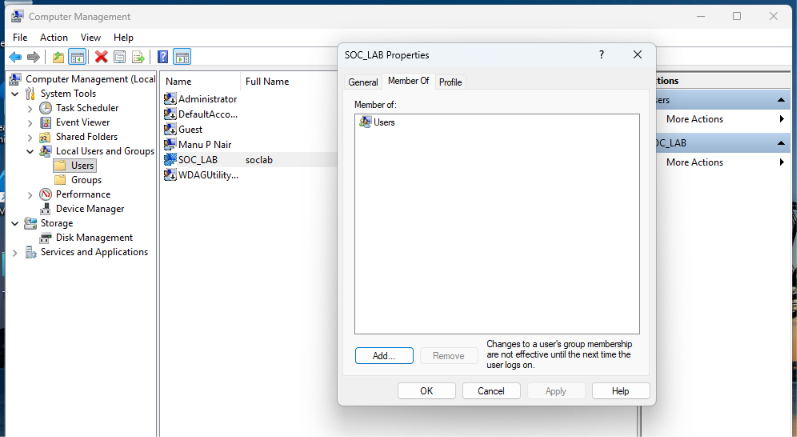 Computer Management
File Action View Help
Computer Management (Local
System Tools
Task Scheduler
Event Viewer
Shared Folders
Local Users and Groups
Users
Groups
Performance
Device Manager
Storage
Disk Management
Services and Applications
Name Full Name
Administrator
DefaultAcco...
Guest
Manu P Nair
SOC_LAB soclab
WDAGUtility...
SOC_LAB Properties
?
General Member Of Profile
Member of:
Users
Add... Remove
Changes to a user's group membership
are not effective until the next time the
user logs on.
OK Cancel Apply Help
tions
sers
More Actions
OC_LAB
More Actions